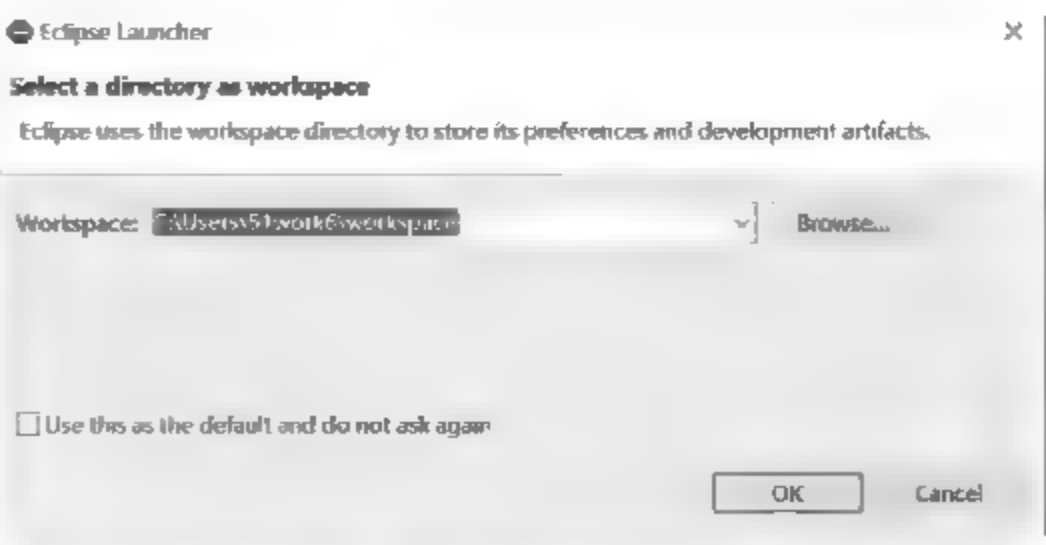 Eclipse Launcher
Select a directory as workspace
Eclipse uses the workspace directory to store its preferences and development artifacts.
Workspace: C:\Users\51work6\workspace Browse...
Use this as the default and do not ask again
OK Cancel